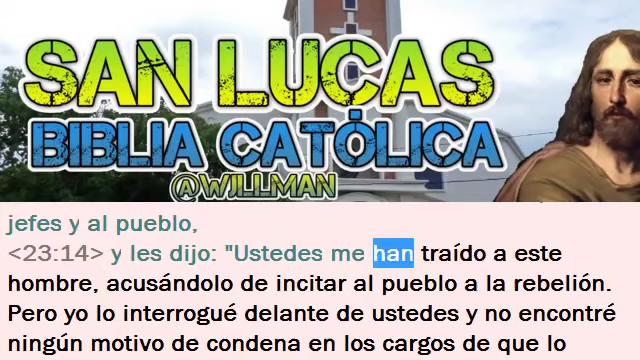 SAN LUCAS
BIBLIA CATÓLICA
@WJLLMAN
jefes y al pueblo,
<23:14> y les dijo: "Ustedes me han traído a este
hombre, acusándolo de incitar al pueblo a la rebelión.
Pero yo lo interrogué delante de ustedes y no encontré
ningún motivo de condena en los cargos de que lo